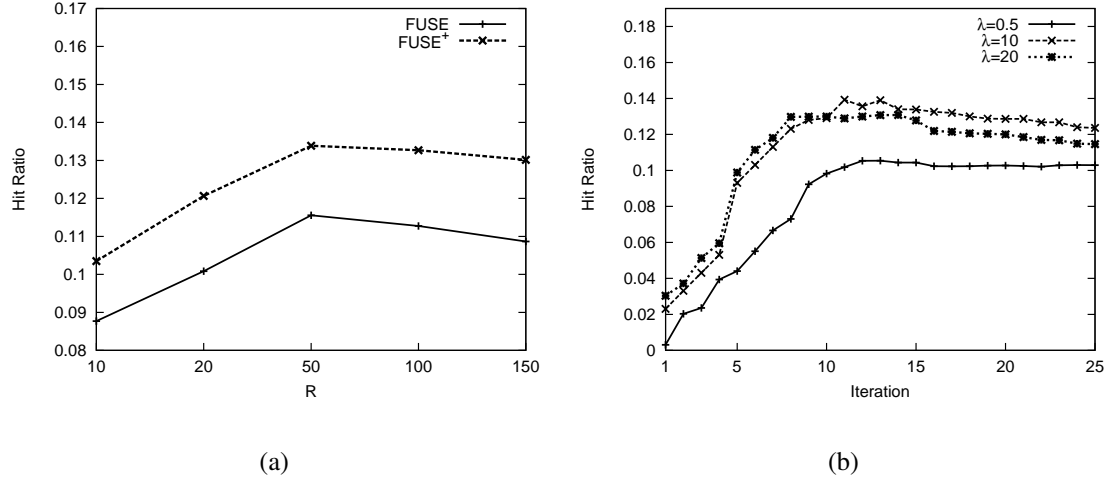 0.17
0.16
0.15
0.14
0.13
0.12
0.11
0.1
0.09
0.08
10 20 50 100 150
Hit Ratio
R
FUSE
FUSE+
(a)
0.18
0.16
0.14
0.12
0.1
0.08
0.06
0.04
0.02
0
1 5 10 15 20 25
Hit Ratio
Iteration
λ=0.5
λ=10
λ=20
(b)